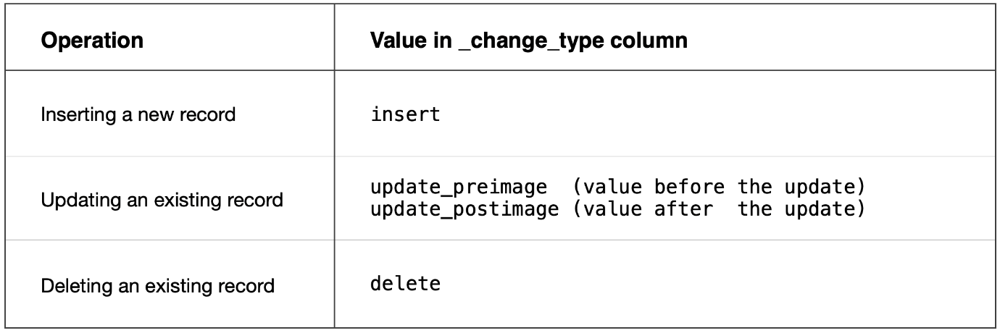 Operation
Value in _change_type column
Inserting a new record
insert
Updating an existing record
update_preimage  (value before the update)
update_postimage (value after  the update)
Deleting an existing record
delete